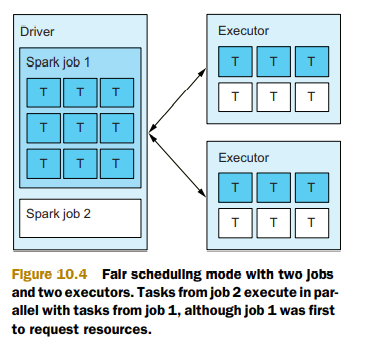 Driver
Spark job 1
T T T
T T T
T T T
Spark job 2
Executor
T T T
T T T
Executor
T T T
T T T
Figure 10.4 Fair scheduling mode with two jobs
and two executors. Tasks from job 2 execute in par-
allel with tasks from job 1, although job 1 was first
to request resources.